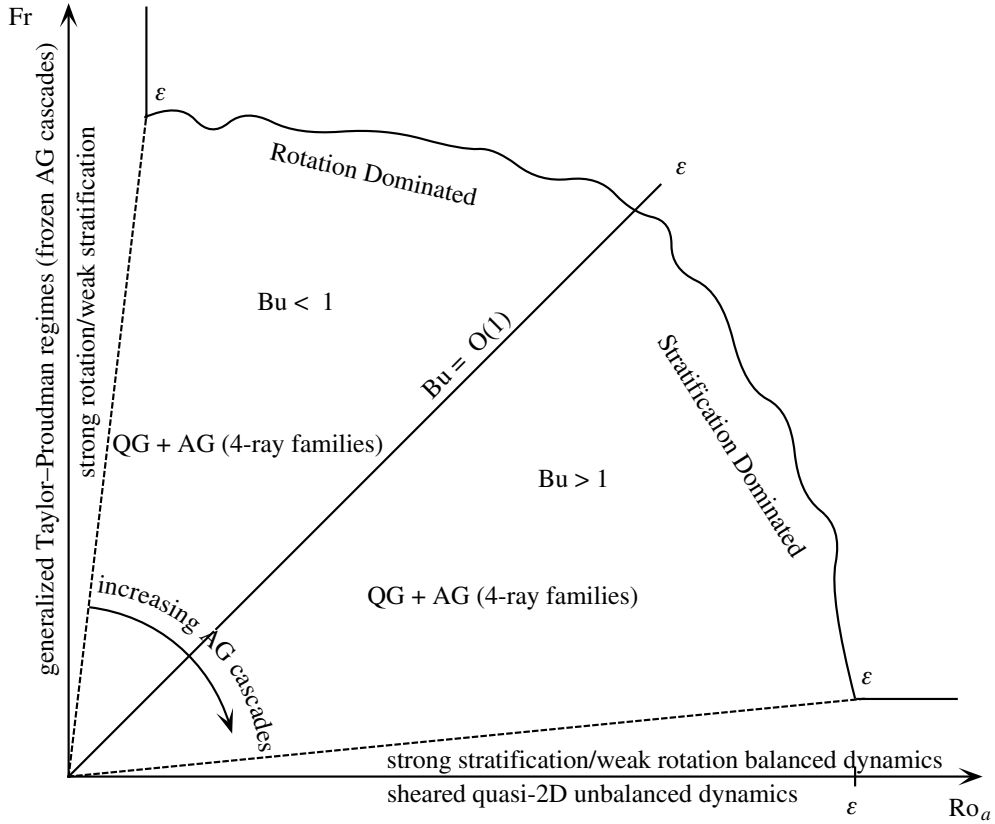 Fr
ε
generalized Taylor–Proudman regimes (frozen AG cascades)
strong rotation/weak stratification
Rotation Dominated
ε
Bu < 1
Bu = O(1)
Stratification Dominated
QG + AG (4-ray families)
Bu > 1
QG + AG (4-ray families)
increasing AG cascades
ε
strong stratification/weak rotation balanced dynamics
sheared quasi-2D unbalanced dynamics
ε
Ro_a